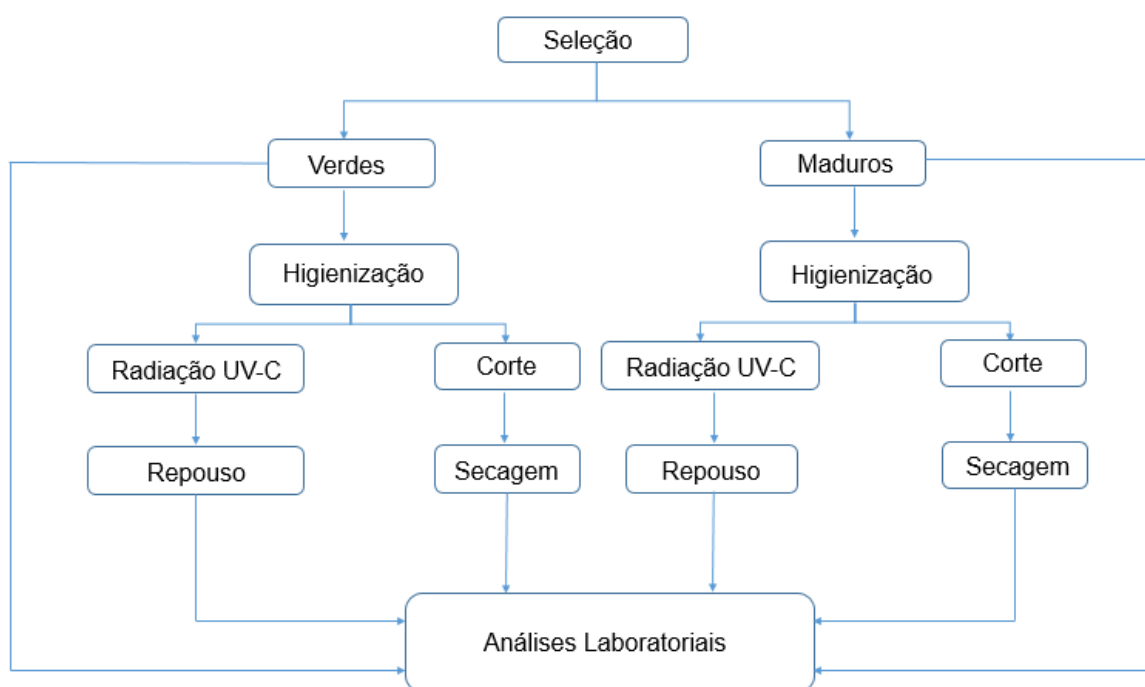 Seleção
Verdes
Maduros
Higienização
Higienização
Radiação UV-C
Corte
Radiação UV-C
Corte
Repouso
Secagem
Repouso
Secagem
Análises Laboratoriais